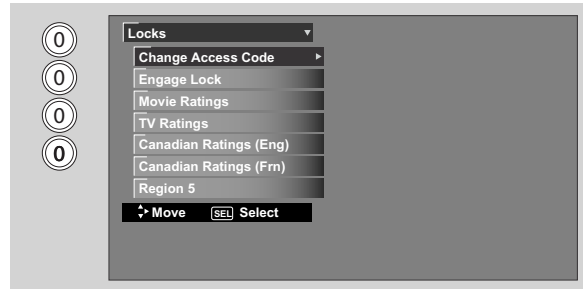 0
0
0
0
Locks
Change Access Code
Engage Lock
Movie Ratings
TV Ratings
Canadian Ratings (Eng)
Canadian Ratings (Frn)
Region 5
Move SEL Select